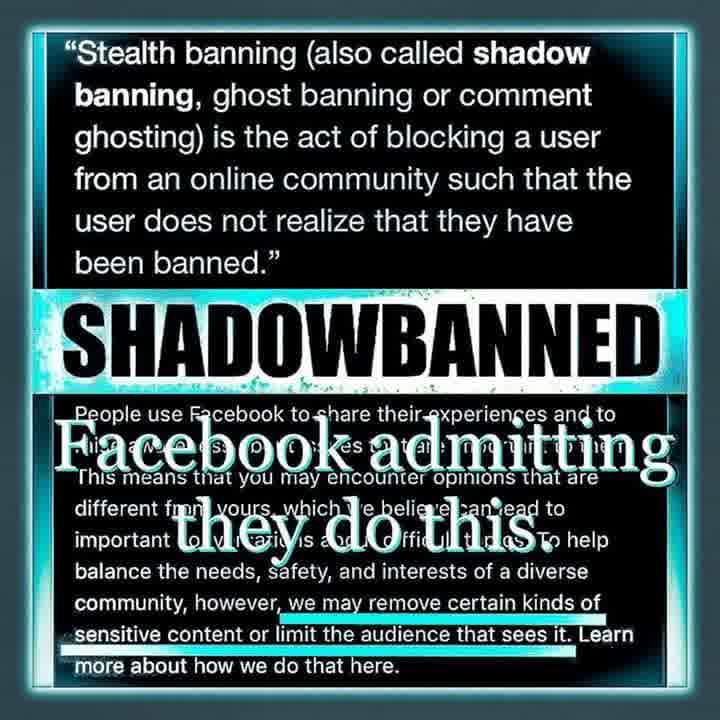 “Stealth banning (also called shadow
banning, ghost banning or comment
ghosting) is the act of blocking a user
from an online community such that the
user does not realize that they have
been banned.”
SHADOWBANNED
People use Facebook to share their experiences and to
Facebook admitting
This means that you may encounter opinions that are
different from yours, which we believe can lead to
they do this.
important To help
balance the needs, safety, and interests of a diverse
community, however, we may remove certain kinds of
sensitive content or limit the audience that sees it. Learn
more about how we do that here.